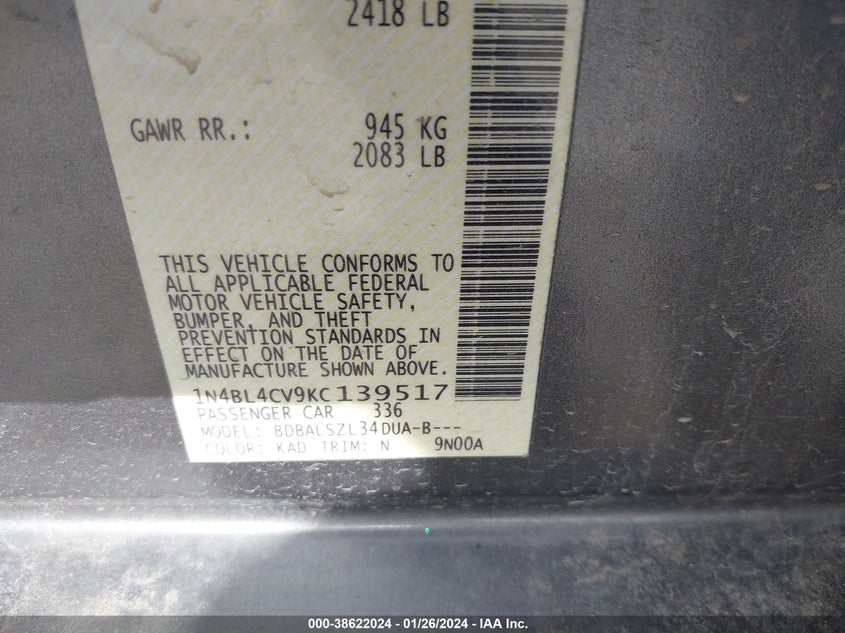 2418 LB
GAWR RR.: 945 KG
2083 LB
THIS VEHICLE CONFORMS TO
ALL APPLICABLE FEDERAL
MOTOR VEHICLE SAFETY,
BUMPER, AND THEFT
PREVENTION STANDARDS IN
EFFECT ON THE DATE OF
MANUFACTURE SHOWN ABOVE.
1N4BL4CV9KC139517
PASSENGER CAR 336
MODEL: BDBALSZL34DUA-B---
COLOR: KAD TRIM: N 9N00A
000-38622024 - 01/26/2024 - IAA Inc.